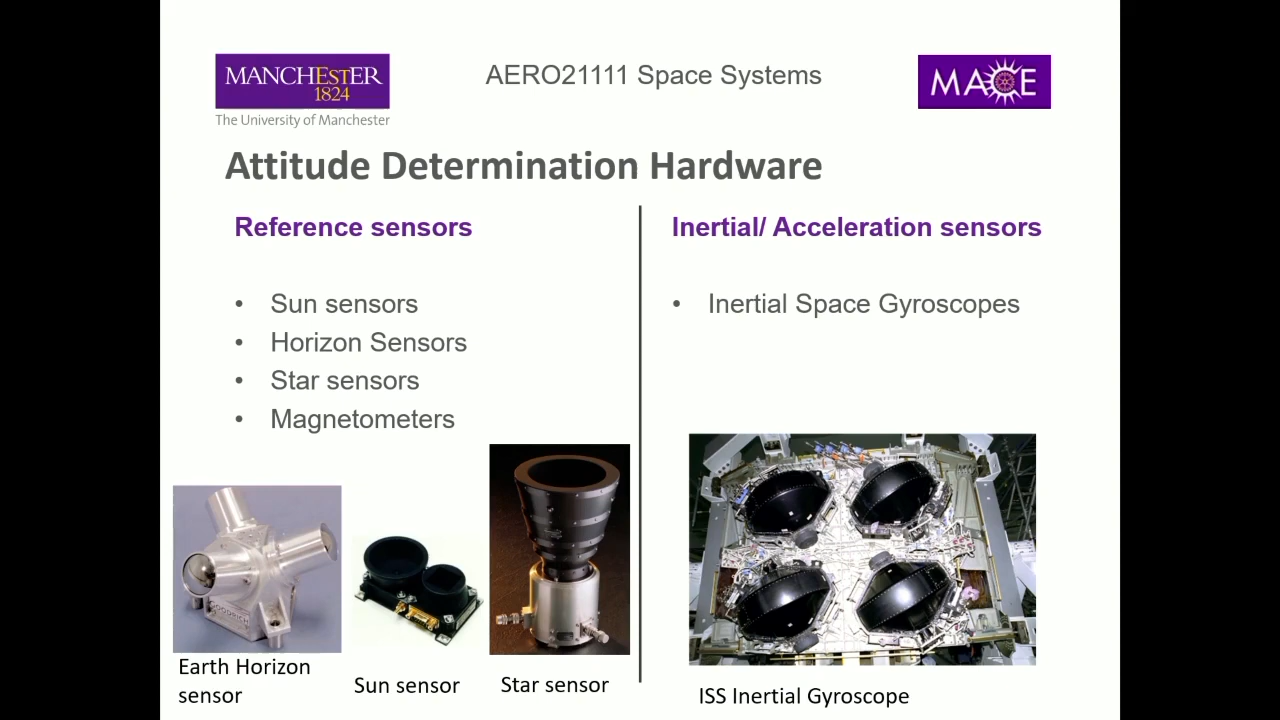 MANCHEStER
1824
The University of Manchester
AERO21111 Space Systems
MACE
Attitude Determination Hardware
Reference sensors
• Sun sensors
• Horizon Sensors
• Star sensors
• Magnetometers
Inertial/ Acceleration sensors
• Inertial Space Gyroscopes
GOODRICH
Earth Horizon
sensor
Sun sensor
Star sensor
ISS Inertial Gyroscope